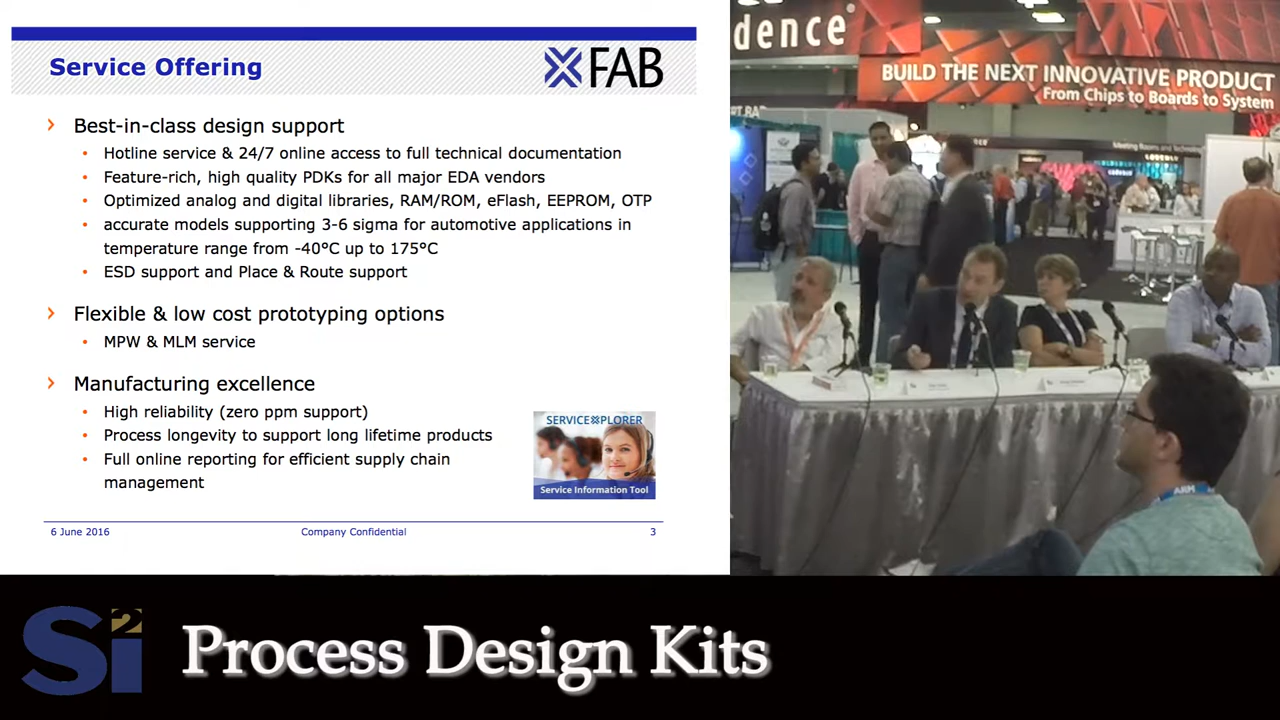 Service Offering
XFAB
› Best-in-class design support
• Hotline service & 24/7 online access to full technical documentation
• Feature-rich, high quality PDKs for all major EDA vendors
• Optimized analog and digital libraries, RAM/ROM, eFlash, EEPROM, OTP
• accurate models supporting 3-6 sigma for automotive applications in
temperature range from -40°C up to 175°C
• ESD support and Place & Route support
› Flexible & low cost prototyping options
• MPW & MLM service
› Manufacturing excellence
• High reliability (zero ppm support)
• Process longevity to support long lifetime products
• Full online reporting for efficient supply chain
management
SERVICEXPLORER
Service Information Tool
6 June 2016
Company Confidential
3
dence®
BUILD THE NEXT INNOVATIVE PRODUCT
From Chips to Boards to System
Meeting Rooms and
cadence
ARM
Si2
Process Design Kits